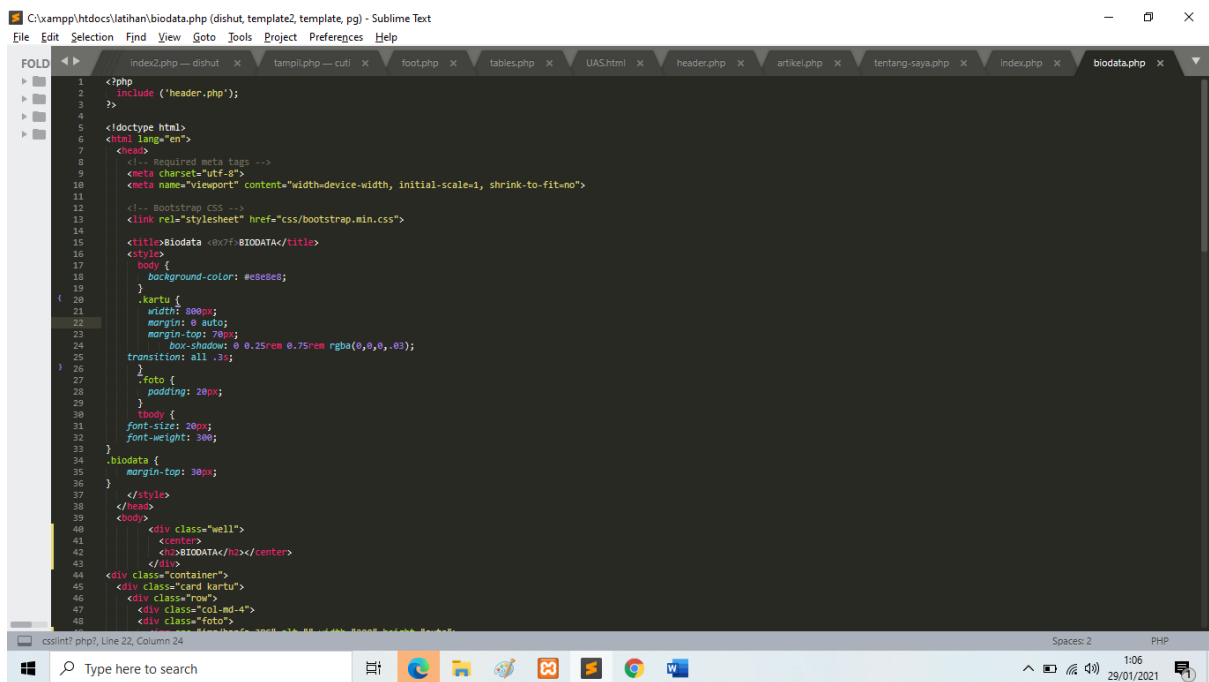 C:\xampp\htdocs\latihan\biodata.php (dishut, template2, template, pg) - Sublime Text
File Edit Selection Find View Goto Tools Project Preferences Help
FOLD
index2.php — dishut × tampil.php — cuti × foot.php × tables.php × UAS.html × header.php × artikel.php × tentang-saya.php × index.php × biodata.php ×
1 <?php
2 include ('header.php');
3 ?>
4
5 <!doctype html>
6 <html lang="en">
7 <head>
8 <!-- Required meta tags -->
9 <meta charset="utf-8">
10 <meta name="viewport" content="width=device-width, initial-scale=1, shrink-to-fit=no">
11
12 <!-- Bootstrap CSS -->
13 <link rel="stylesheet" href="css/bootstrap.min.css">
14
15 <title>Biodata <0x7f>BIODATA</title>
16 <style>
17 body {
18 background-color: #e8e8e8;
19 }
20 .kartu {
21 width: 800px;
22 margin: 0 auto;
23 margin-top: 70px;
24 box-shadow: 0 0.25rem 0.75rem rgba(0,0,0,.03);
25 transition: all .3s;
26 }
27 .foto {
28 padding: 20px;
29 }
30 tbody {
31 font-size: 20px;
32 font-weight: 300;
33 }
34 .biodata {
35 margin-top: 30px;
36 }
37 </style>
38 </head>
39 <body>
40 <div class="well">
41 <center>
42 <h2>BIODATA</h2></center>
43 </div>
44 <div class="container">
45 <div class="card kartu">
46 <div class="row">
47 <div class="col-md-4">
48 <div class="foto">
csslint? php?, Line 22, Column 24 Spaces: 2 PHP
Type here to search
1:06
29/01/2021
1